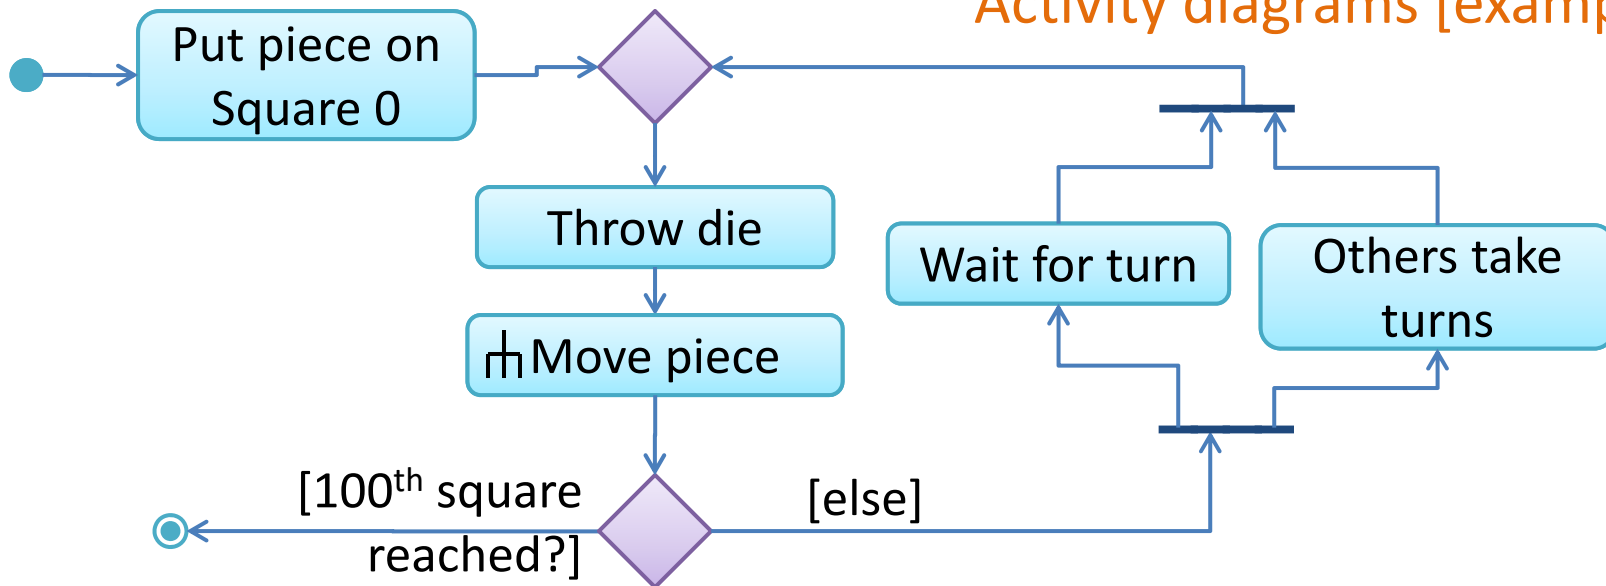 Activity diagrams [examp
Put piece on
Square 0
Throw die
Wait for turn
Others take
turns
Move piece
[100th square
reached?]
[else]